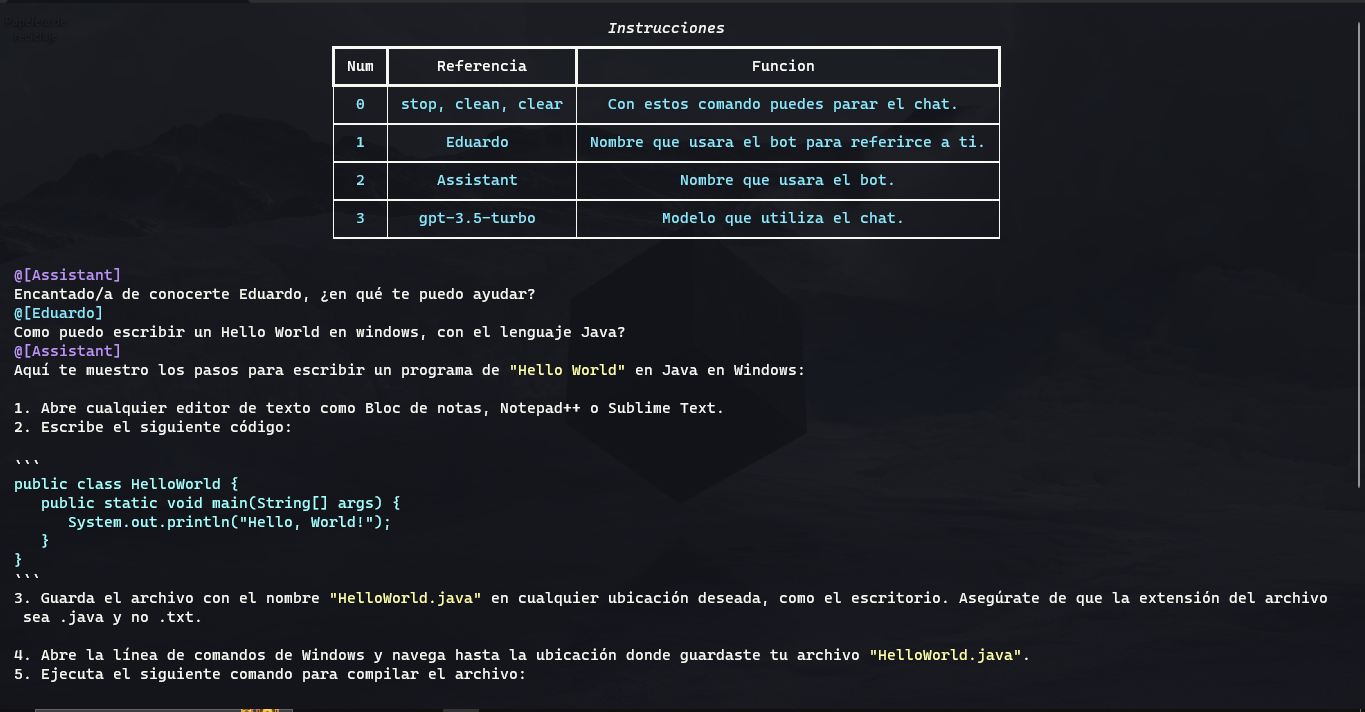 Papelera de
reciclaje
Instrucciones
Num Referencia Funcion
0 stop, clean, clear Con estos comando puedes parar el chat.
1 Eduardo Nombre que usara el bot para referirce a ti.
2 Assistant Nombre que usara el bot.
3 gpt-3.5-turbo Modelo que utiliza el chat.
@[Assistant]
Encantado/a de conocerte Eduardo, ¿en qué te puedo ayudar?
@[Eduardo]
Como puedo escribir un Hello World en windows, con el lenguaje Java?
@[Assistant]
Aquí te muestro los pasos para escribir un programa de "Hello World" en Java en Windows:
1. Abre cualquier editor de texto como Bloc de notas, Notepad++ o Sublime Text.
2. Escribe el siguiente código:
```
public class HelloWorld {
   public static void main(String[] args) {
      System.out.println("Hello, World!");
   }
}
```
3. Guarda el archivo con el nombre "HelloWorld.java" en cualquier ubicación deseada, como el escritorio. Asegúrate de que la extensión del archivo
 sea .java y no .txt.
4. Abre la línea de comandos de Windows y navega hasta la ubicación donde guardaste tu archivo "HelloWorld.java".
5. Ejecuta el siguiente comando para compilar el archivo: